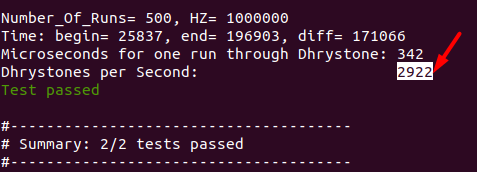 Number_Of_Runs= 500, HZ= 1000000
Time: begin= 25837, end= 196903, diff= 171066
Microseconds for one run through Dhrystone: 342
Dhrystones per Second:                      2922
Test passed

#---------------------------------------
# Summary: 2/2 tests passed
#---------------------------------------